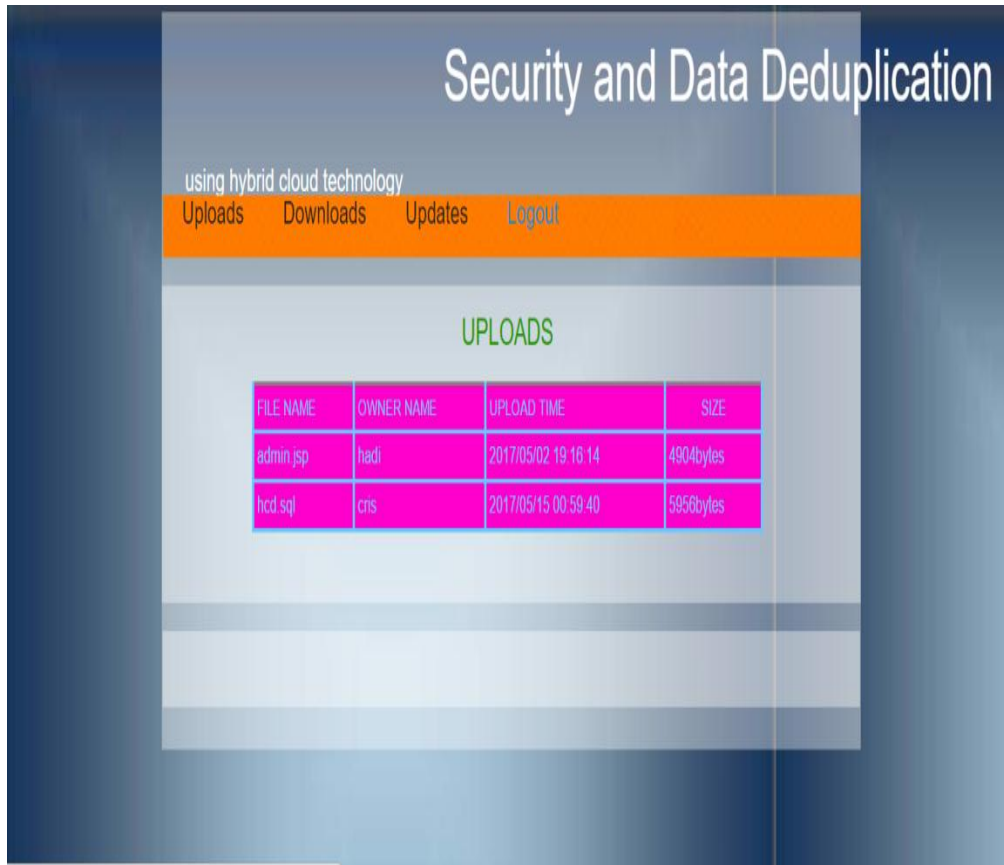 Security and Data Deduplication
using hybrid cloud technology
Uploads Downloads Updates Logout
UPLOADS
FILE NAME OWNER NAME UPLOAD TIME SIZE
admin.jsp hadi 2017/05/02 19:16:14 4904bytes
hcd.sql cris 2017/05/15 00:59:40 5956bytes